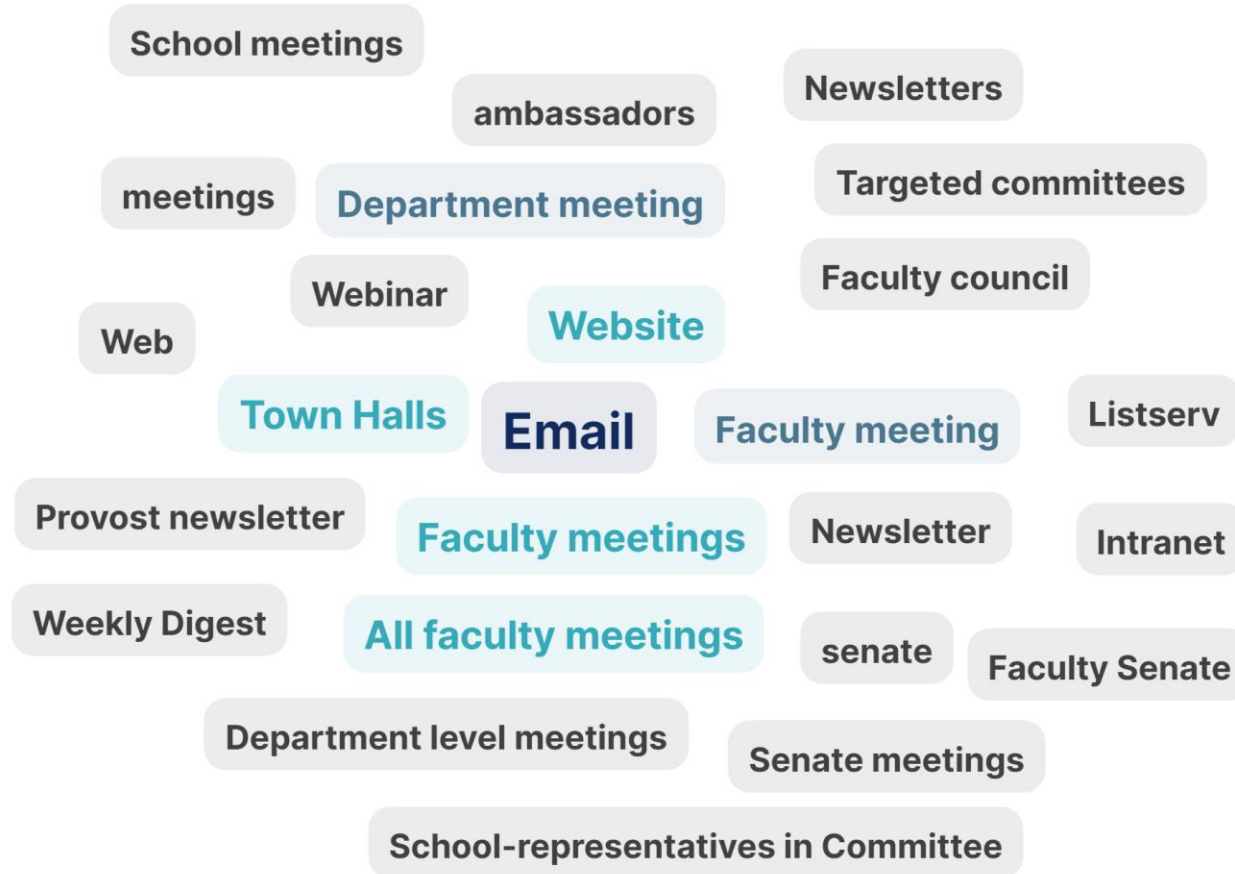 School meetings
ambassadors
Newsletters
meetings
Department meeting
Targeted committees
Webinar
Website
Faculty council
Web
Town Halls
Email
Faculty meeting
Listserv
Provost newsletter
Faculty meetings
Newsletter
Intranet
Weekly Digest
All faculty meetings
senate
Faculty Senate
Department level meetings
Senate meetings
School-representatives in Committee